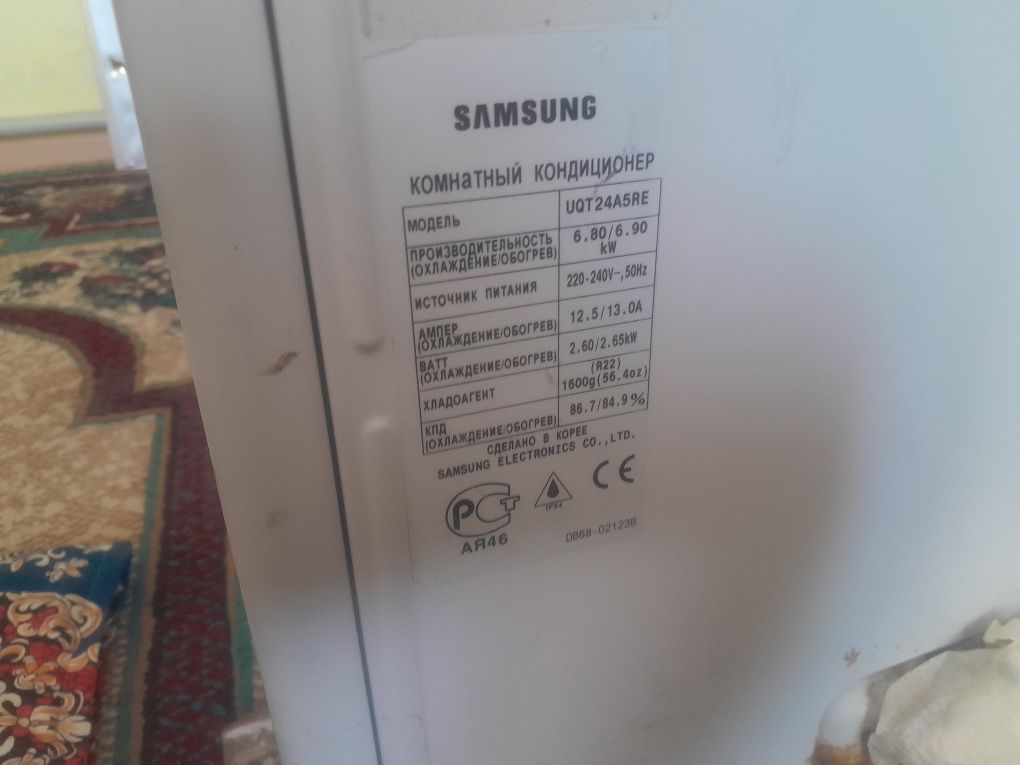 SAMSUNG
КОМНАТНЫЙ КОНДИЦИОНЕР
МОДЕЛЬ UQT24A5RE
ПРОИЗВОДИТЕЛЬНОСТЬ 6.80/6.90
(ОХЛАЖДЕНИЕ/ОБОГРЕВ) kW
ИСТОЧНИК ПИТАНИЯ 220-240V~,50Hz
АМПЕР
(ОХЛАЖДЕНИЕ/ОБОГРЕВ) 12.5/13.0A
ВАТТ
(ОХЛАЖДЕНИЕ/ОБОГРЕВ) 2.60/2.65kW
ХЛАДОАГЕНТ (R22)
1600g(56.4oz)
КПД
(ОХЛАЖДЕНИЕ/ОБОГРЕВ) 86.7/84.9%
СДЕЛАНО В КОРЕЕ
SAMSUNG ELECTRONICS CO.,LTD.
РСТ IPX4 CE
АЯ46 DB68-02123B